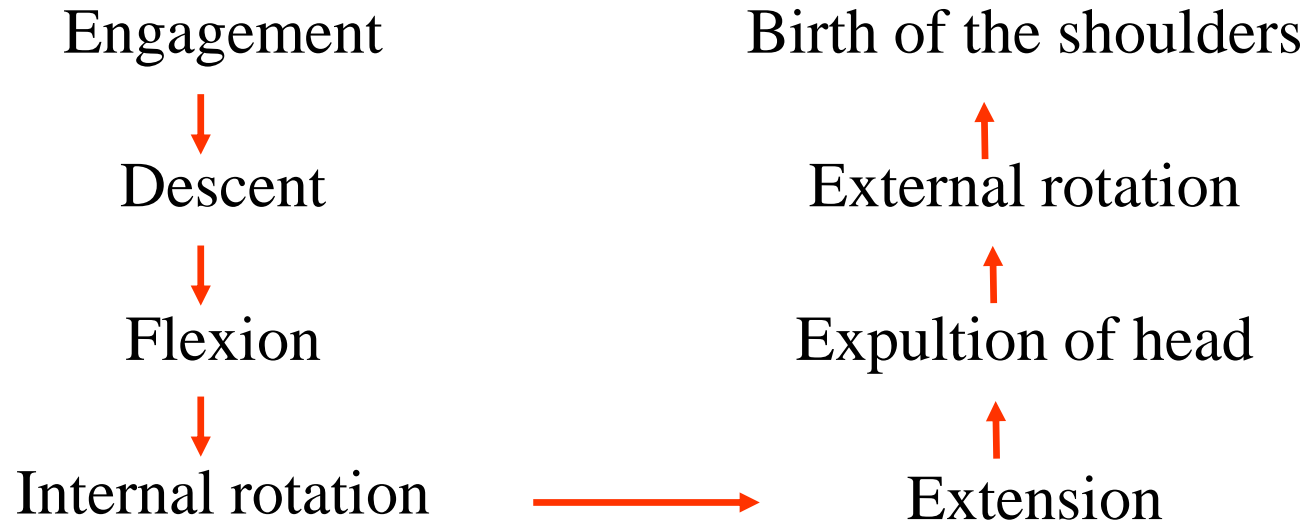 Engagement
Descent
Flexion
Internal rotation
Extension
Expultion of head
External rotation
Birth of the shoulders